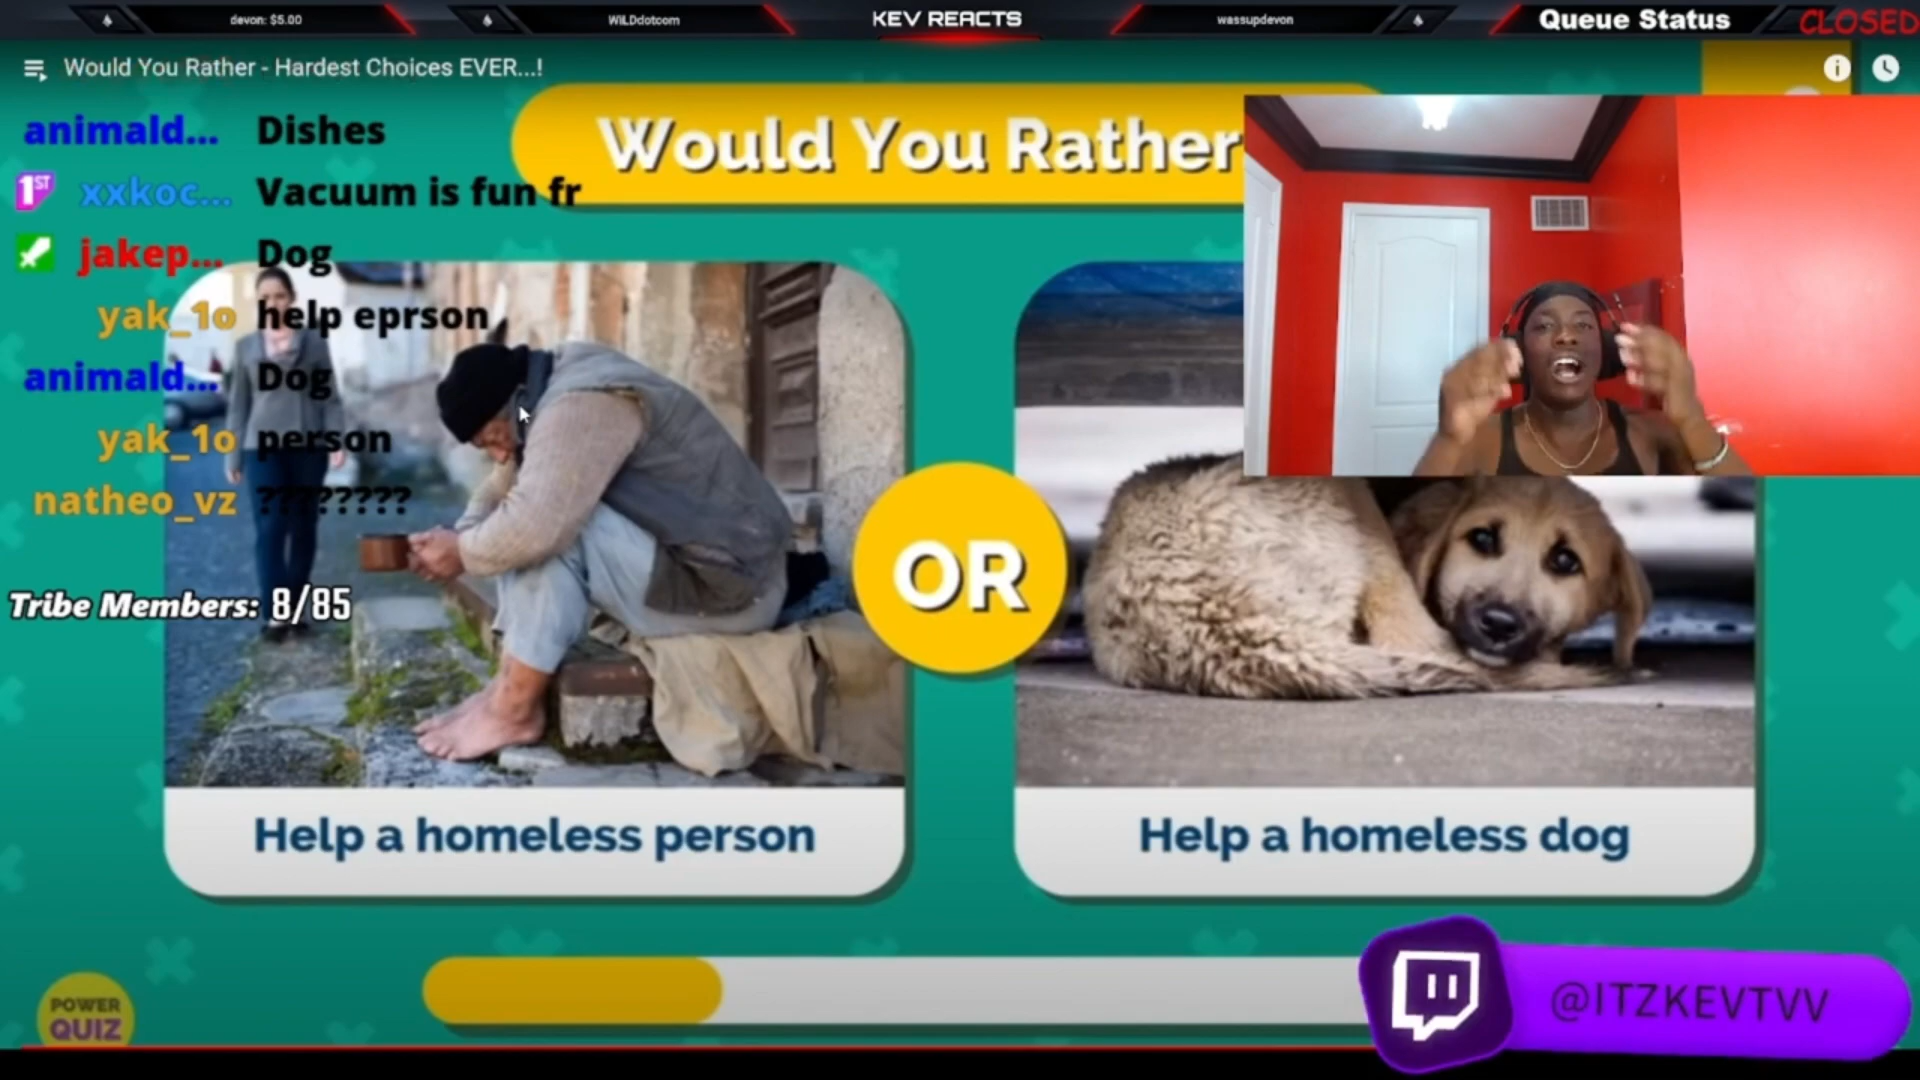 devon: $5.00
WiLDdotcom
KEV REACTS
wassupdevon
Queue Status
CLOSED
Would You Rather - Hardest Choices EVER...!
Would You Rather
animald... Dishes
1ST xxkoc... Vacuum is fun fr
jakep... Dog
yak_1o help eprson
animald... Dog
yak_1o person
natheo_vz ????????
Tribe Members: 8/85
OR
Help a homeless person
Help a homeless dog
POWER
QUIZ
@ITZKEVTVV